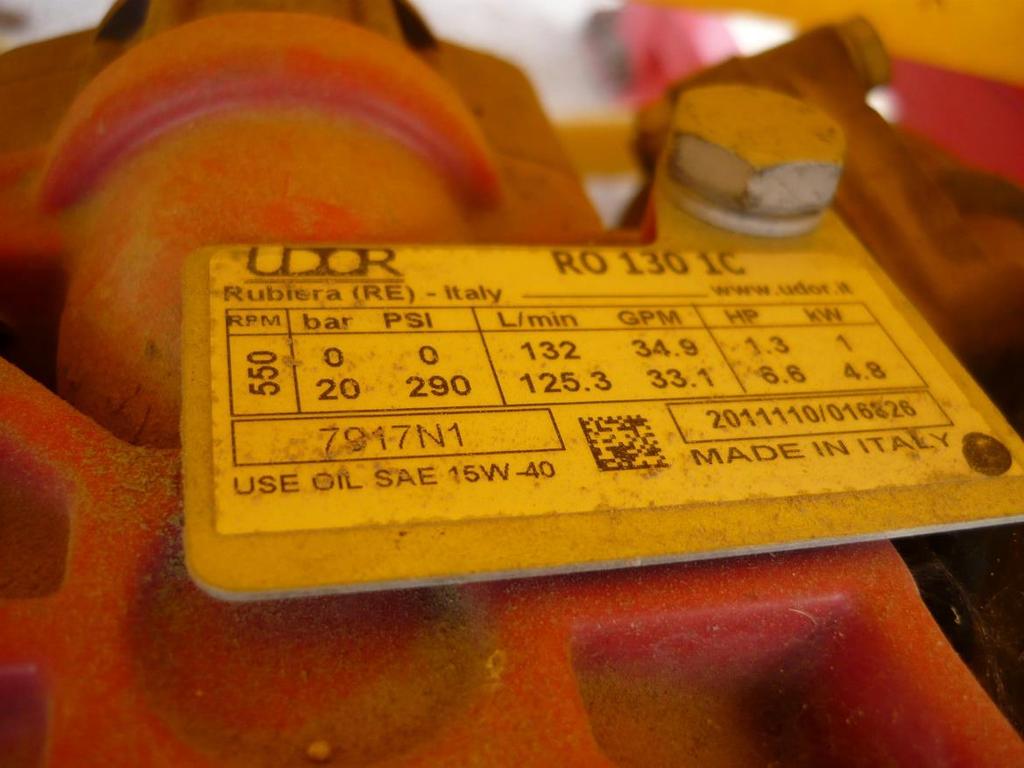 UDOR RO 130 1C
Rubiera (RE) - Italy www.udor.it
RPM bar PSI L/min GPM HP kW
550 0 0 132 34.9 1.3 1
20 290 125.3 33.1 6.6 4.8
7917N1 2011110/016826
USE OIL SAE 15W-40 MADE IN ITALY